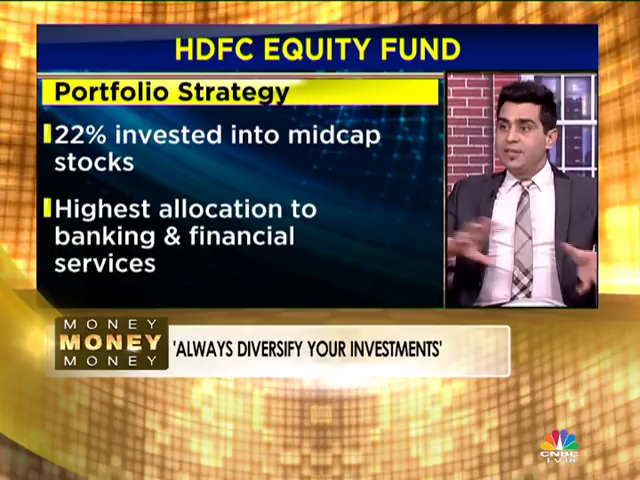 HDFC EQUITY FUND
Portfolio Strategy
22% invested into midcap
stocks
Highest allocation to
banking & financial
services
MONEY
MONEY
MONEY
'ALWAYS DIVERSIFY YOUR INVESTMENTS'
CNBC
TV18